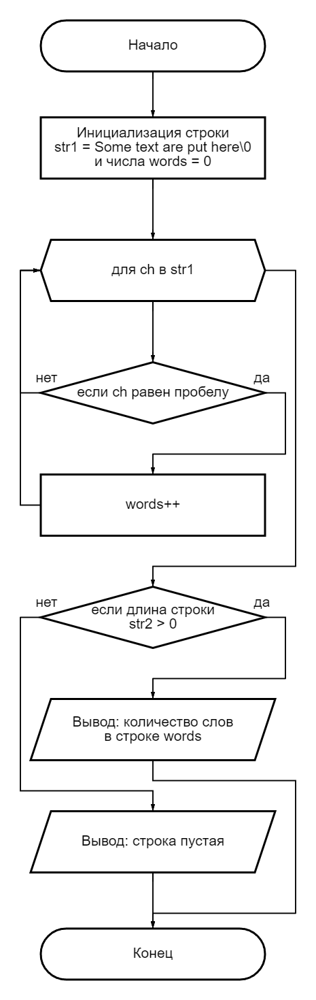 Начало
Инициализация строки
str1 = Some text are put here\0
и числа words = 0
для ch в str1
нет
да
если ch равен пробелу
words++
нет
да
если длина строки
str2 > 0
Вывод: количество слов
в строке words
Вывод: строка пустая
Конец